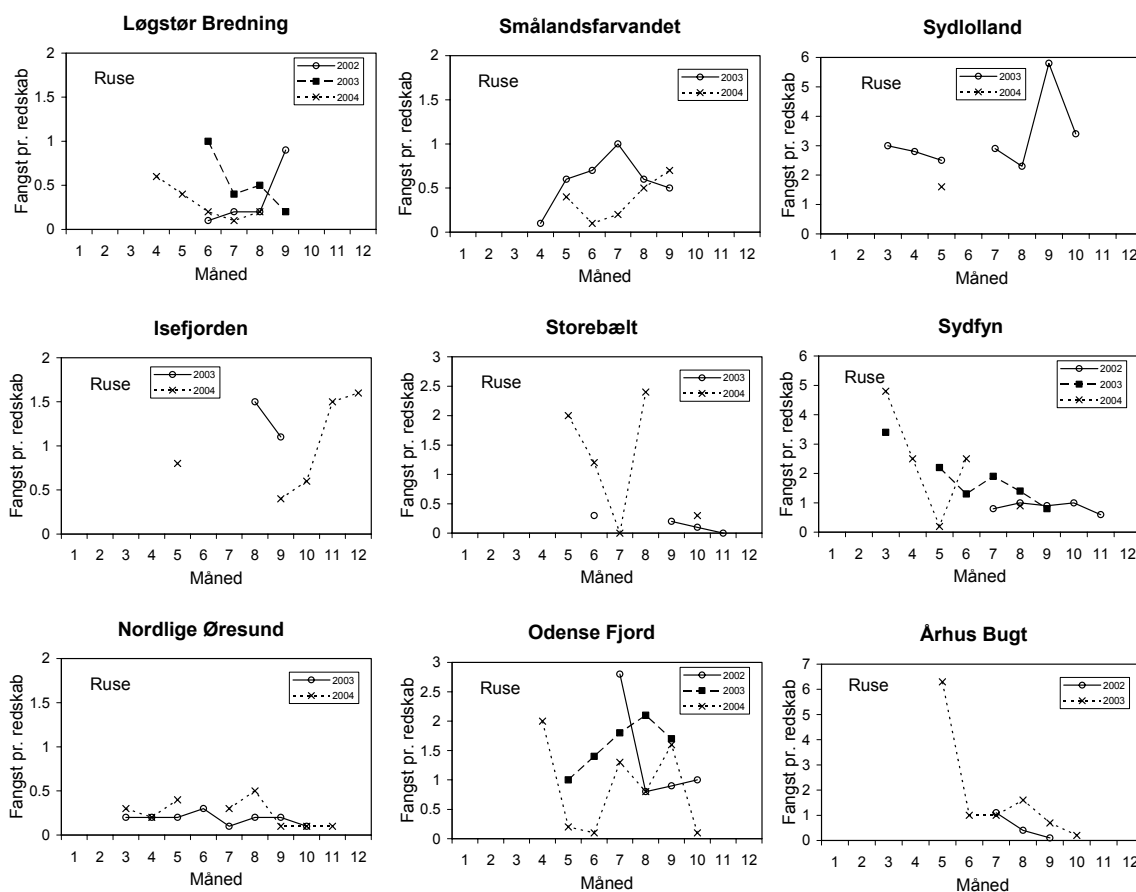 Løgstør Bredning
Fangst pr. redskab
2
1.5
1
0.5
0
Ruse
2002
2003
2004
1 2 3 4 5 6 7 8 9 10 11 12
Måned
Smålandsfarvandet
Fangst pr. redskab
2
1.5
1
0.5
0
Ruse
2003
2004
1 2 3 4 5 6 7 8 9 10 11 12
Måned
Sydlolland
Fangst pr. redskab
6
5
4
3
2
1
0
Ruse
2003
2004
1 2 3 4 5 6 7 8 9 10 11 12
Måned
Isefjorden
Fangst pr. redskab
2
1.5
1
0.5
0
Ruse
2003
2004
1 2 3 4 5 6 7 8 9 10 11 12
Måned
Storebælt
Fangst pr. redskab
3
2.5
2
1.5
1
0.5
0
Ruse
2003
2004
1 2 3 4 5 6 7 8 9 10 11 12
Måned
Sydfyn
Fangst pr. redskab
6
5
4
3
2
1
0
Ruse
2002
2003
2004
1 2 3 4 5 6 7 8 9 10 11 12
Måned
Nordlige Øresund
Fangst pr. redskab
2
1.5
1
0.5
0
Ruse
2003
2004
1 2 3 4 5 6 7 8 9 10 11 12
Måned
Odense Fjord
Fangst pr. redskab
3
2.5
2
1.5
1
0.5
0
Ruse
2002
2003
2004
1 2 3 4 5 6 7 8 9 10 11 12
Måned
Århus Bugt
Fangst pr. redskab
7
6
5
4
3
2
1
0
Ruse
2002
2003
1 2 3 4 5 6 7 8 9 10 11 12
Måned